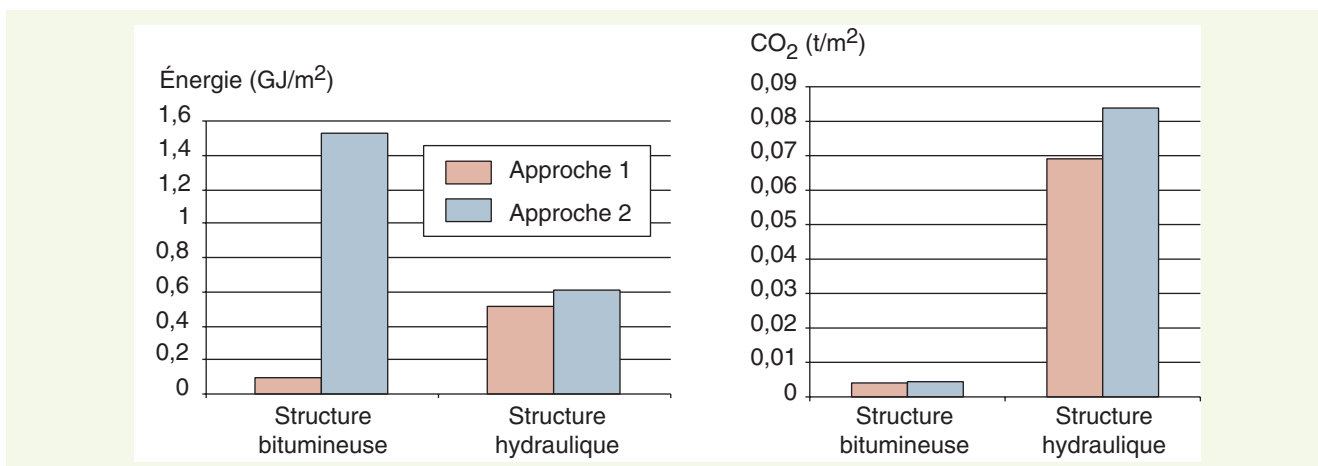 Énergie (GJ/m2)
1,6
1,4
1,2
1
0,8
0,6
0,4
0,2
0
Approche 1
Approche 2
Structure
bitumineuse
Structure
hydraulique
CO2 (t/m2)
0,09
0,08
0,07
0,06
0,05
0,04
0,03
0,02
0,01
0
Structure
bitumineuse
Structure
hydraulique